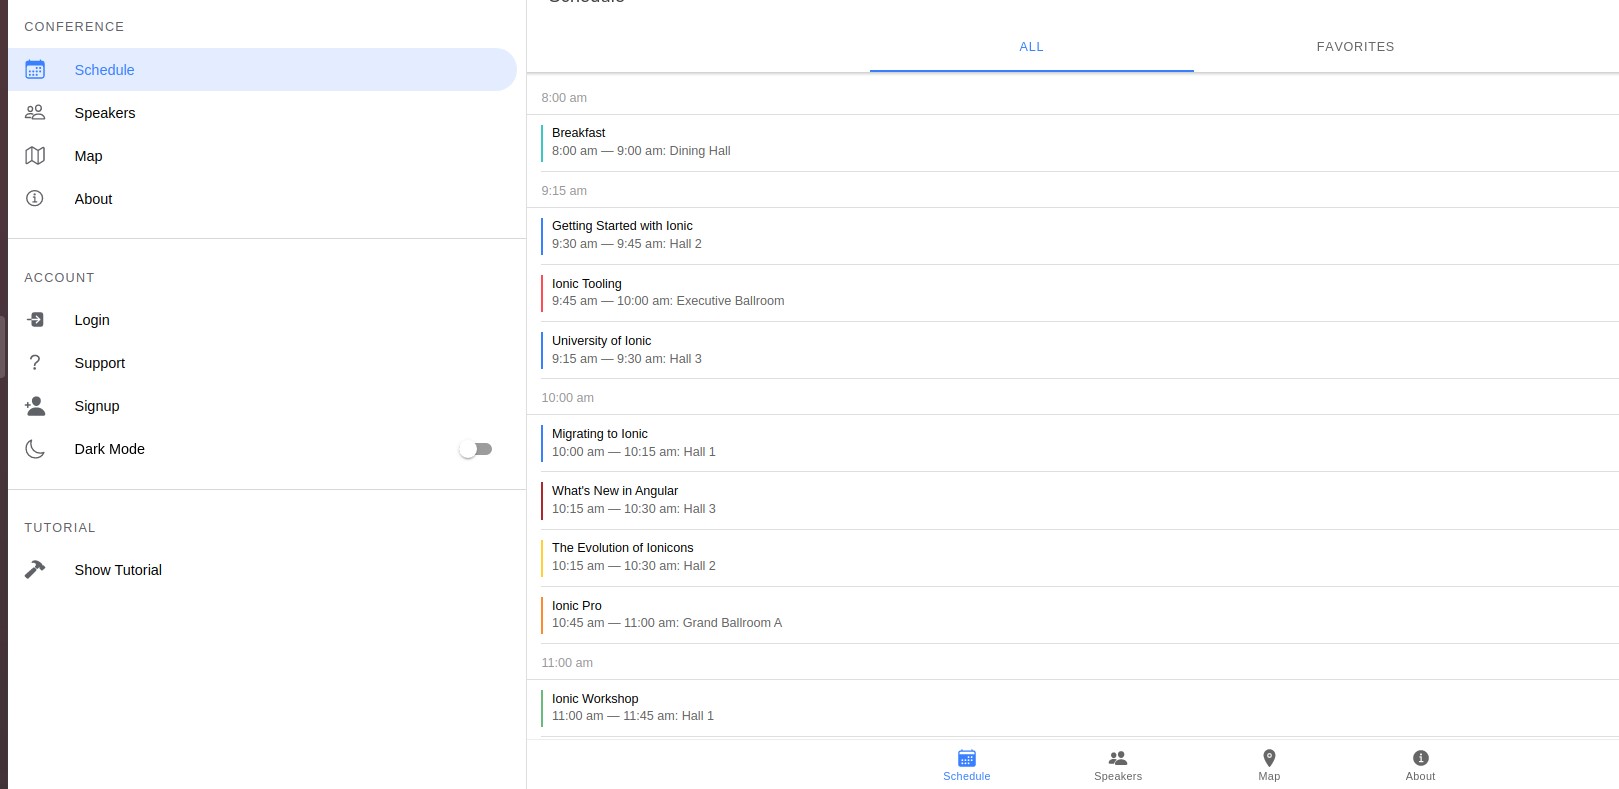 CONFERENCE
Schedule
Speakers
Map
About
ACCOUNT
Login
Support
Signup
Dark Mode
TUTORIAL
Show Tutorial
Schedule
ALL
FAVORITES
8:00 am
Breakfast
8:00 am — 9:00 am: Dining Hall
9:15 am
Getting Started with Ionic
9:30 am — 9:45 am: Hall 2
Ionic Tooling
9:45 am — 10:00 am: Executive Ballroom
University of Ionic
9:15 am — 9:30 am: Hall 3
10:00 am
Migrating to Ionic
10:00 am — 10:15 am: Hall 1
What's New in Angular
10:15 am — 10:30 am: Hall 3
The Evolution of Ionicons
10:15 am — 10:30 am: Hall 2
Ionic Pro
10:45 am — 11:00 am: Grand Ballroom A
11:00 am
Ionic Workshop
11:00 am — 11:45 am: Hall 1
Schedule
Speakers
Map
About